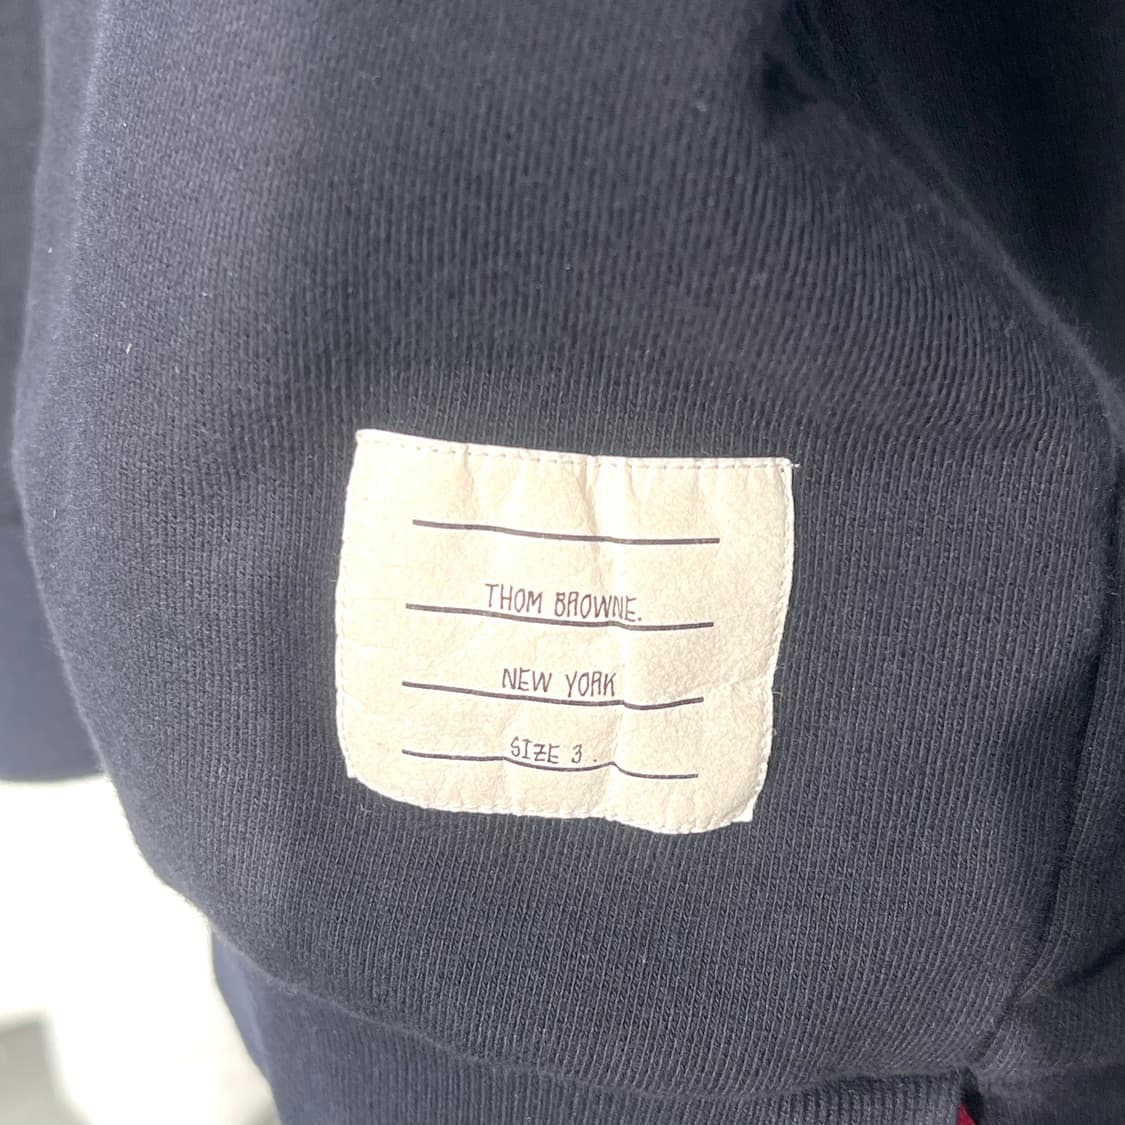 THOM BROWNE.
NEW YORK
SIZE 3.